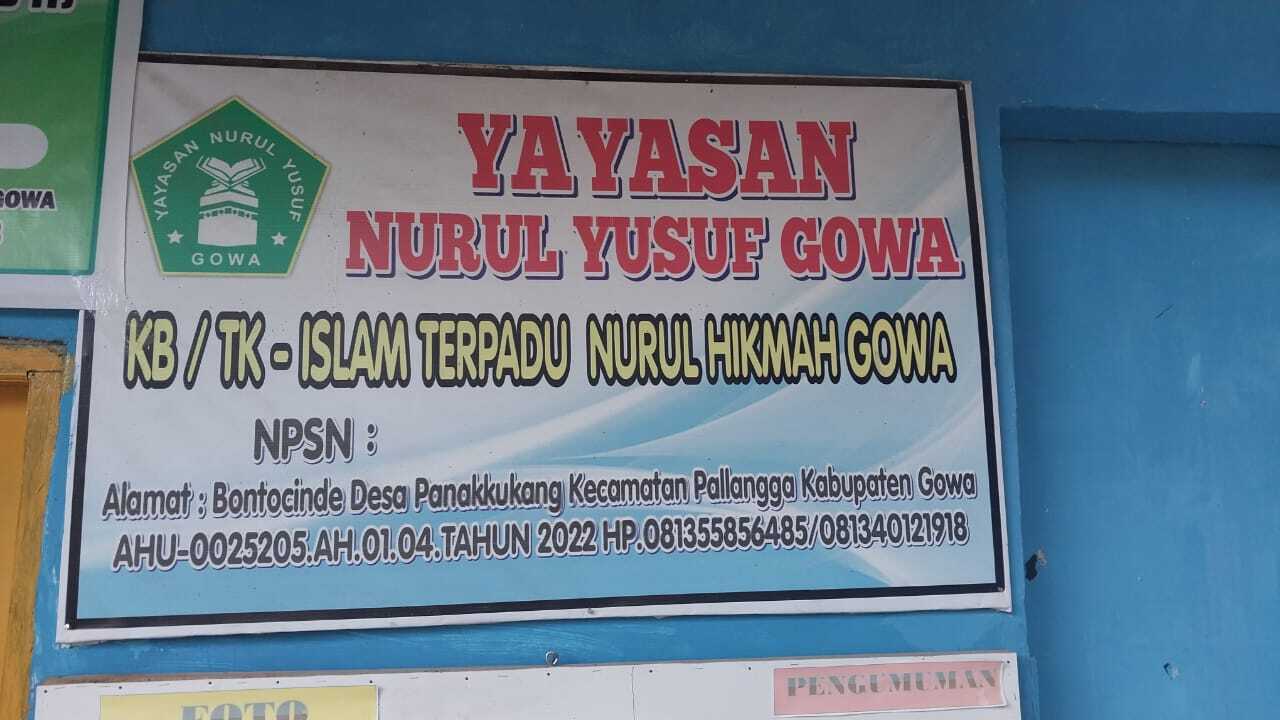 GOWA
YAYASAN NURUL YUSUF
GOWA
YAYASAN
NURUL YUSUF GOWA
KB / TK - ISLAM TERPADU NURUL HIKMAH GOWA
NPSN :
Alamat : Bontocinde Desa Panakkukang Kecamatan Pallangga Kabupaten Gowa
AHU-0025205.AH.01.04.TAHUN 2022 HP.081355856485/081340121918
FOTO
PENGUMUMAN